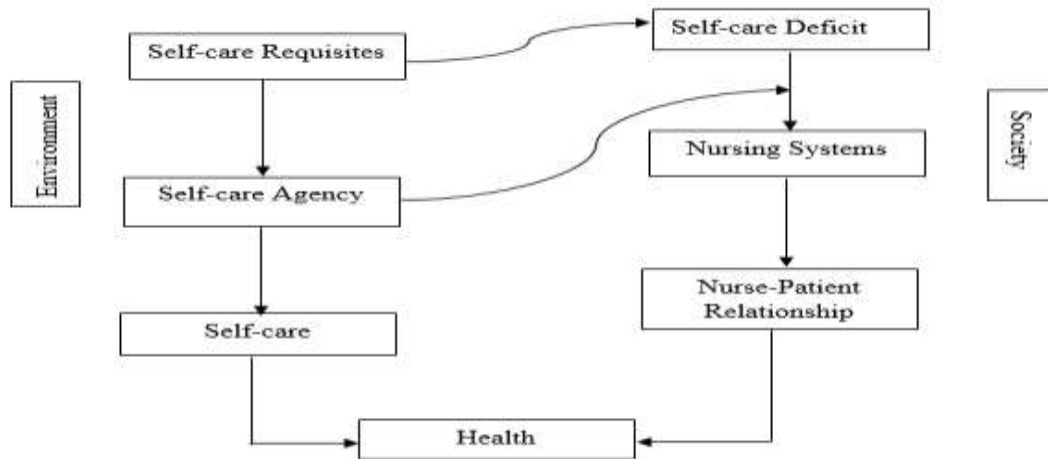 Self-care Requisites
Self-care Deficit
Environment
Society
Nursing Systems
Self-care Agency
Nurse-Patient
Relationship
Self-care
Health